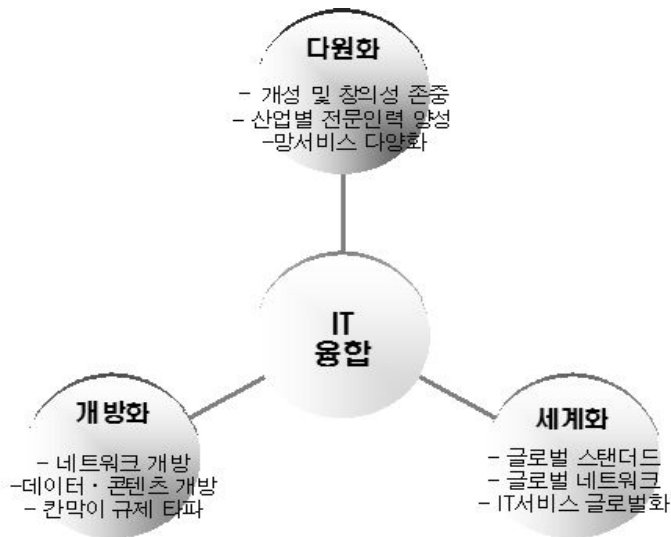 다원화
- 개성 및 창의성 존중
- 산업별 전문인력 양성
-망서비스 다양화
IT
융합
개방화
- 네트워크 개방
-데이터·콘텐츠 개방
- 칸막이 규제 타파
세계화
- 글로벌 스탠더드
- 글로벌 네트워크
- IT서비스 글로벌화